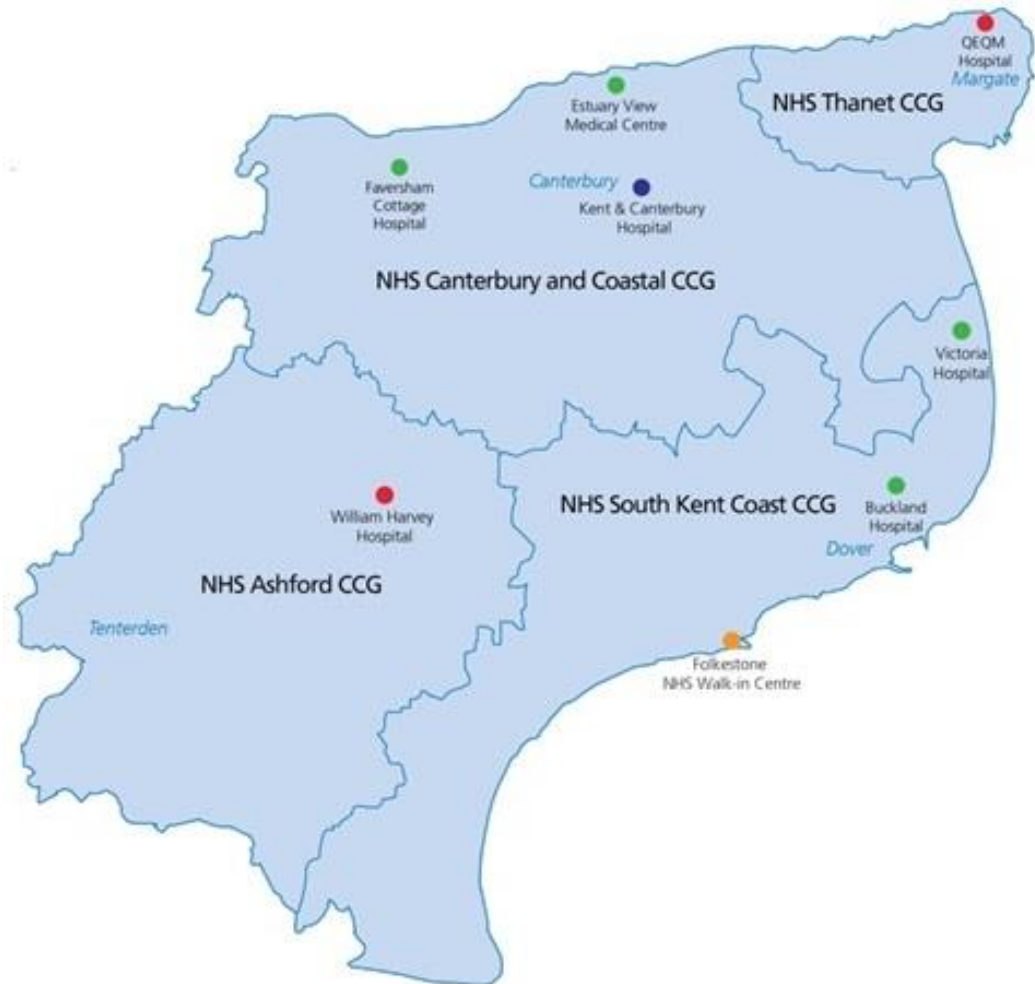 QEQM
Hospital
Margate
NHS Thanet CCG
Estuary View
Medical Centre
Faversham
Cottage
Hospital
Canterbury
Kent & Canterbury
Hospital
NHS Canterbury and Coastal CCG
Victoria
Hospital
William Harvey
Hospital
NHS South Kent Coast CCG
Buckland
Hospital
Dover
NHS Ashford CCG
Tenterden
Folkestone
NHS Walk-in Centre